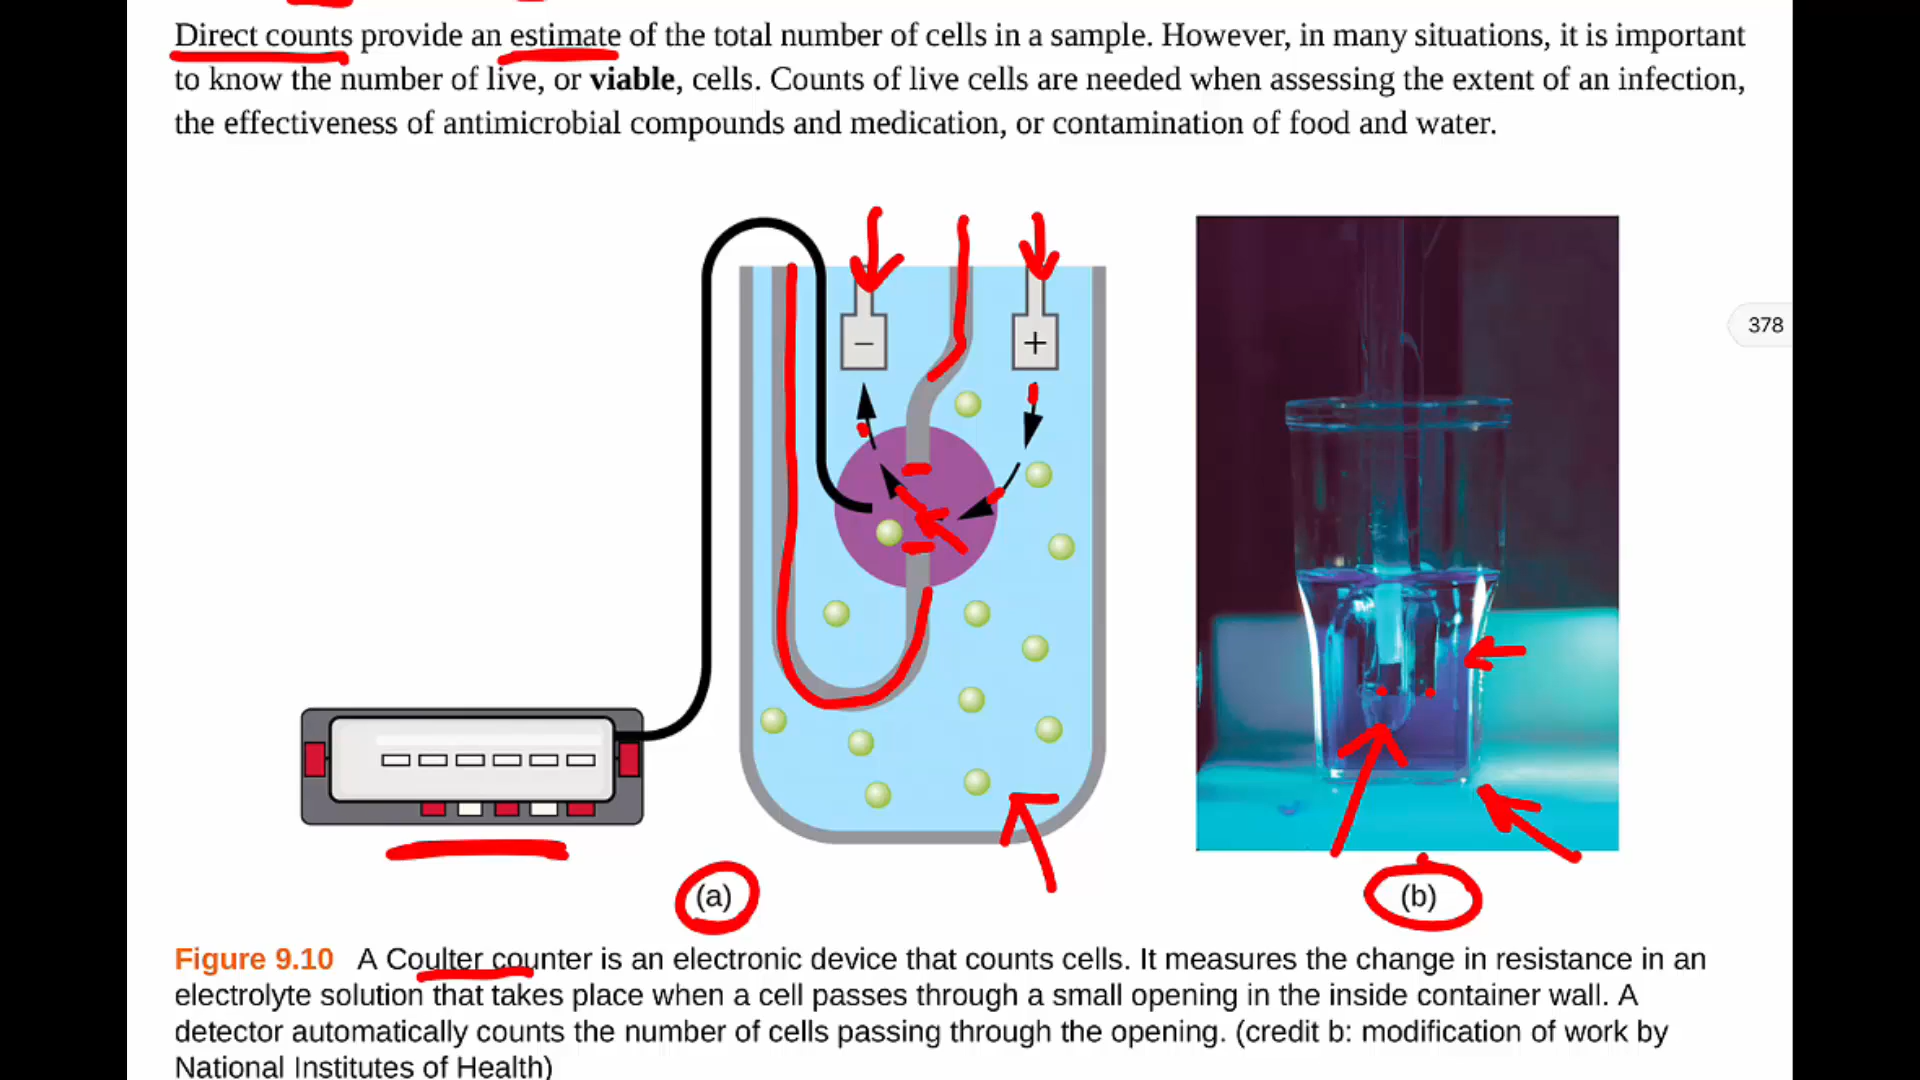 Direct counts provide an estimate of the total number of cells in a sample. However, in many situations, it is important
to know the number of live, or viable, cells. Counts of live cells are needed when assessing the extent of an infection,
the effectiveness of antimicrobial compounds and medication, or contamination of food and water.
378
−
+
(a)
(b)
Figure 9.10 A Coulter counter is an electronic device that counts cells. It measures the change in resistance in an
electrolyte solution that takes place when a cell passes through a small opening in the inside container wall. A
detector automatically counts the number of cells passing through the opening. (credit b: modification of work by
National Institutes of Health)